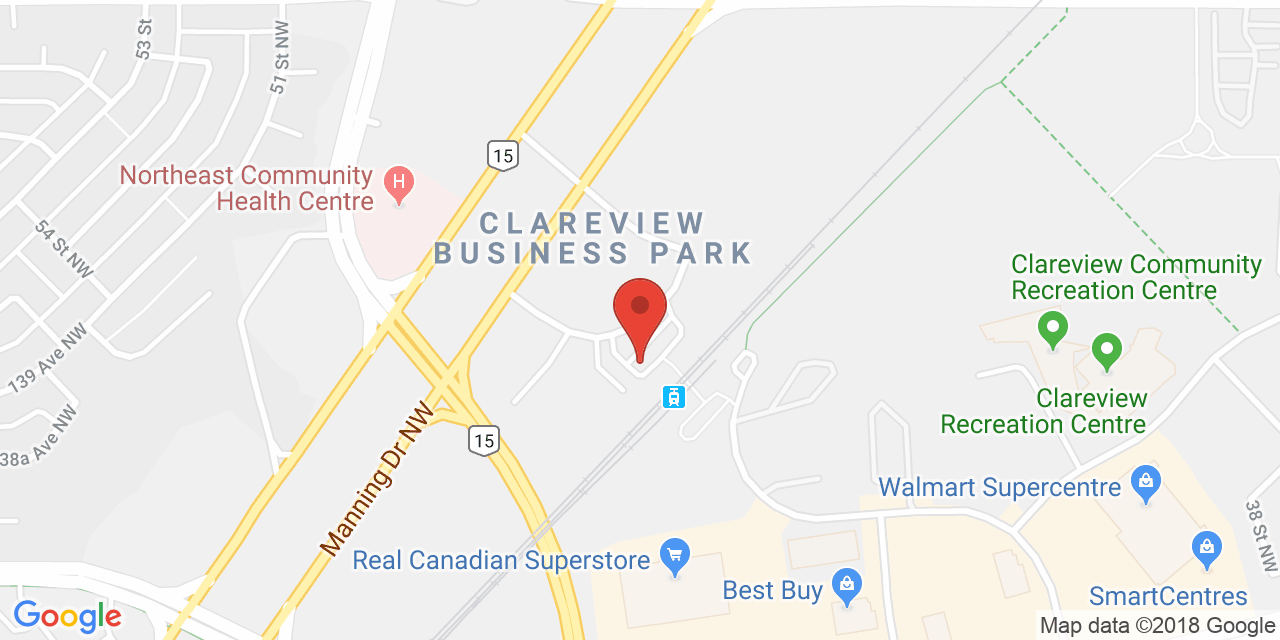 53 St
51 St NW
15
Northeast Community
Health Centre
H
CLAREVIEW
BUSINESS PARK
54 St NW
Clareview Community
Recreation Centre
139 Ave NW
Clareview
Recreation Centre
38a Ave NW
Manning Dr NW
15
Walmart Supercentre
38 St NW
Real Canadian Superstore
Best Buy
SmartCentres
Google
Map data ©2018 Google